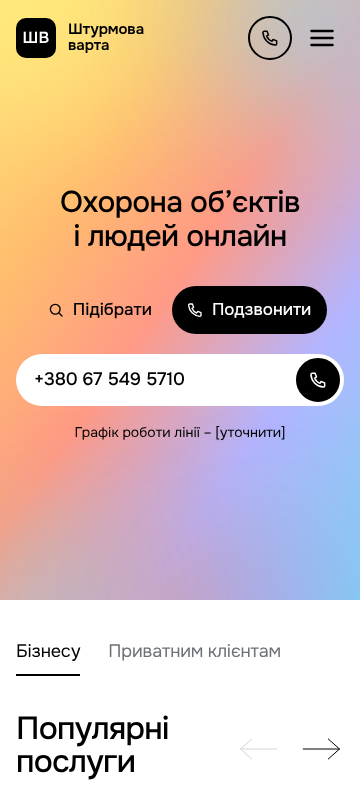 ШВ
Штурмова
варта
Охорона об’єктів
і людей онлайн
Підібрати
Подзвонити
+380 67 549 5710
Графік роботи лінії – [уточнити]
Бізнесу
Приватним клієнтам
Популярні
послуги